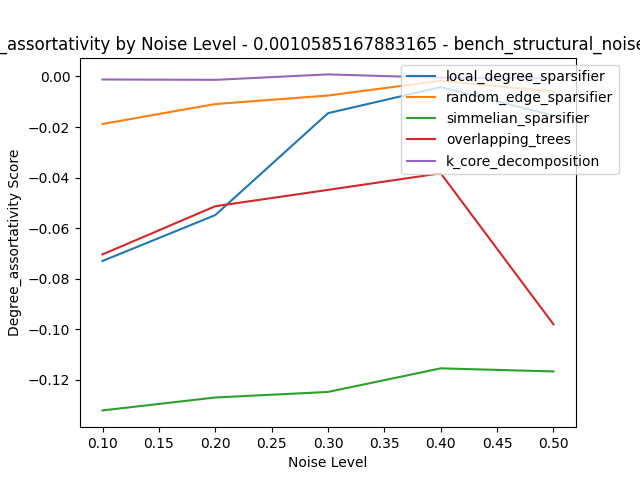 _assortativity by Noise Level - 0.0010585167883165 - bench_structural_noise
0.00
−0.02
−0.04
−0.06
−0.08
−0.10
−0.12
Degree_assortativity Score
local_degree_sparsifier
random_edge_sparsifier
simmelian_sparsifier
overlapping_trees
k_core_decomposition
0.10 0.15 0.20 0.25 0.30 0.35 0.40 0.45 0.50
Noise Level